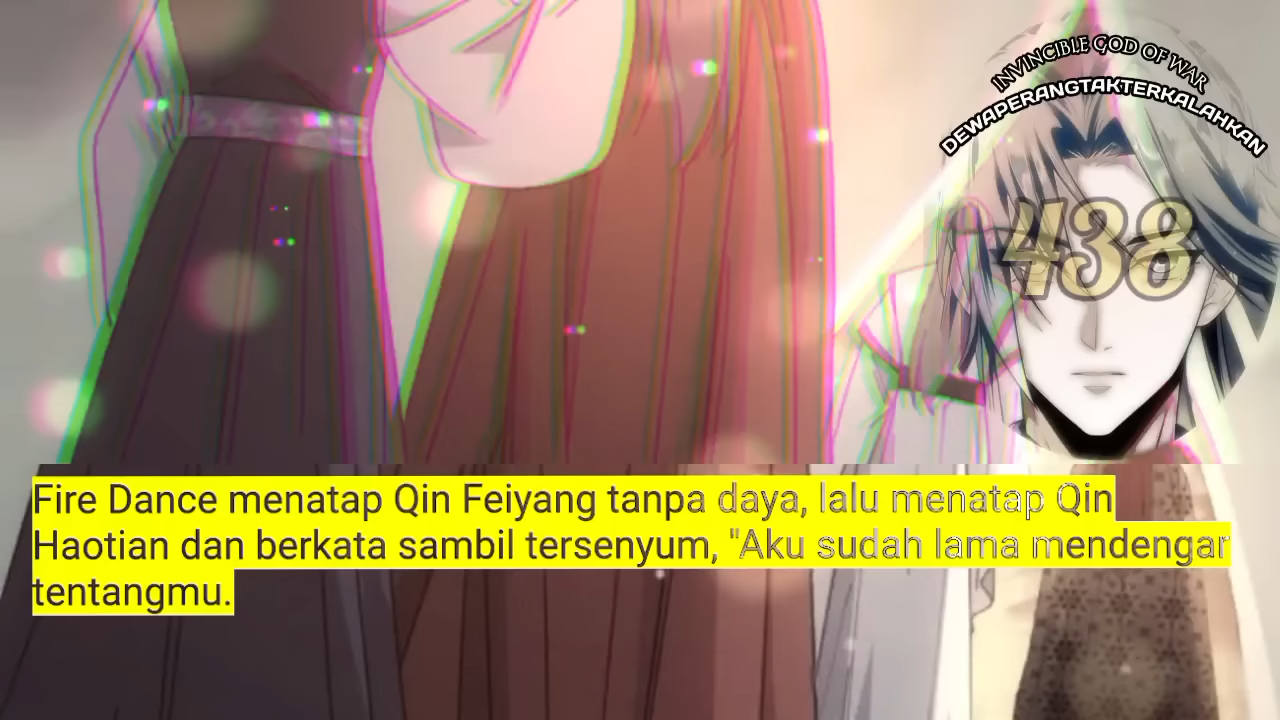 INVINCIBLE GOD OF WAR
DEWAPERANGTAKTERKALAHKAN
438
Fire Dance menatap Qin Feiyang tanpa daya, lalu menatap Qin
Haotian dan berkata sambil tersenyum, "Aku sudah lama mendengar
tentangmu.